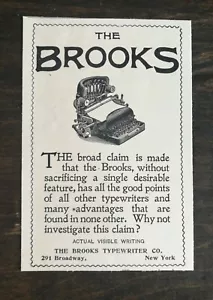 THE
BROOKS
THE broad claim is made
that the Brooks, without
sacrificing a single desirable
feature, has all the good points
of all other typewriters and
many advantages that are
found in none other. Why not
investigate this claim?
ACTUAL VISIBLE WRITING
THE BROOKS TYPEWRITER CO.
291 Broadway, New York